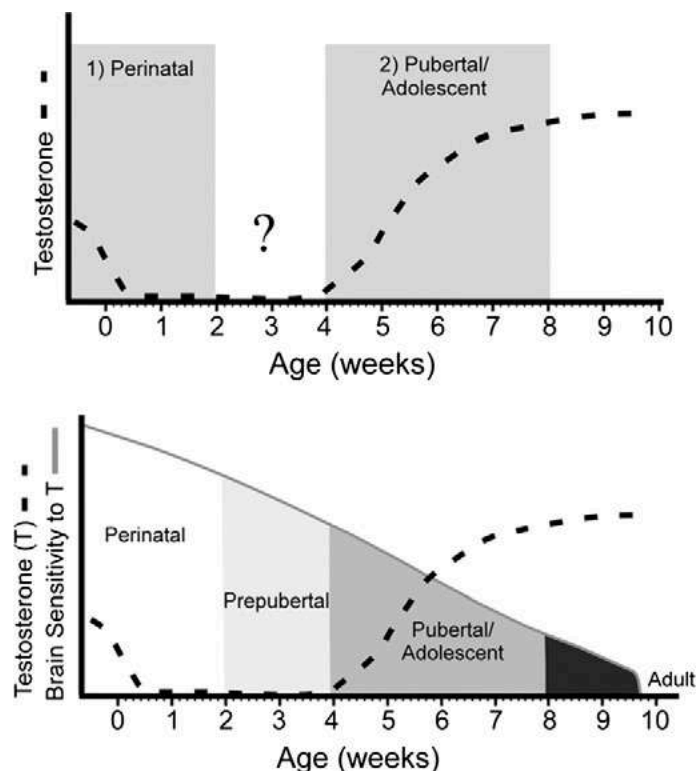 Testosterone
1) Perinatal
2) Pubertal/
Adolescent
?
0 1 2 3 4 5 6 7 8 9 10
Age (weeks)
Testosterone (T)
Brain Sensitivity to T
Perinatal
Prepubertal
Pubertal/
Adolescent
Adult
0 1 2 3 4 5 6 7 8 9 10
Age (weeks)